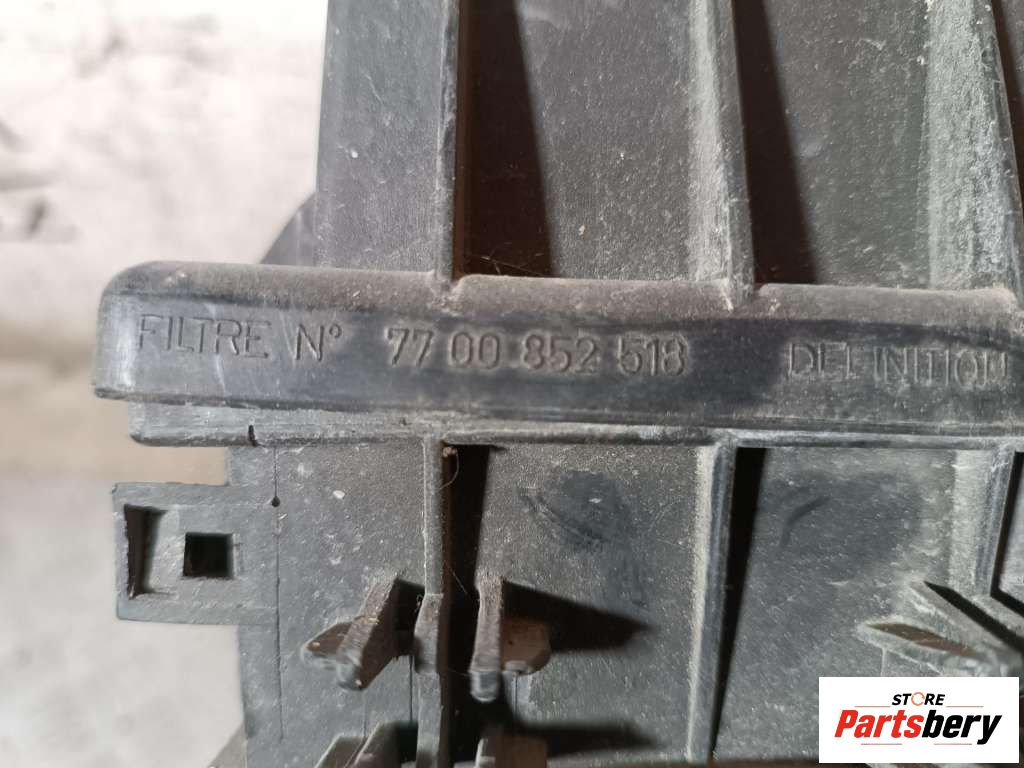 FILTRE N° 77 00 852 518 DEFINITION
STORE
Partsbery